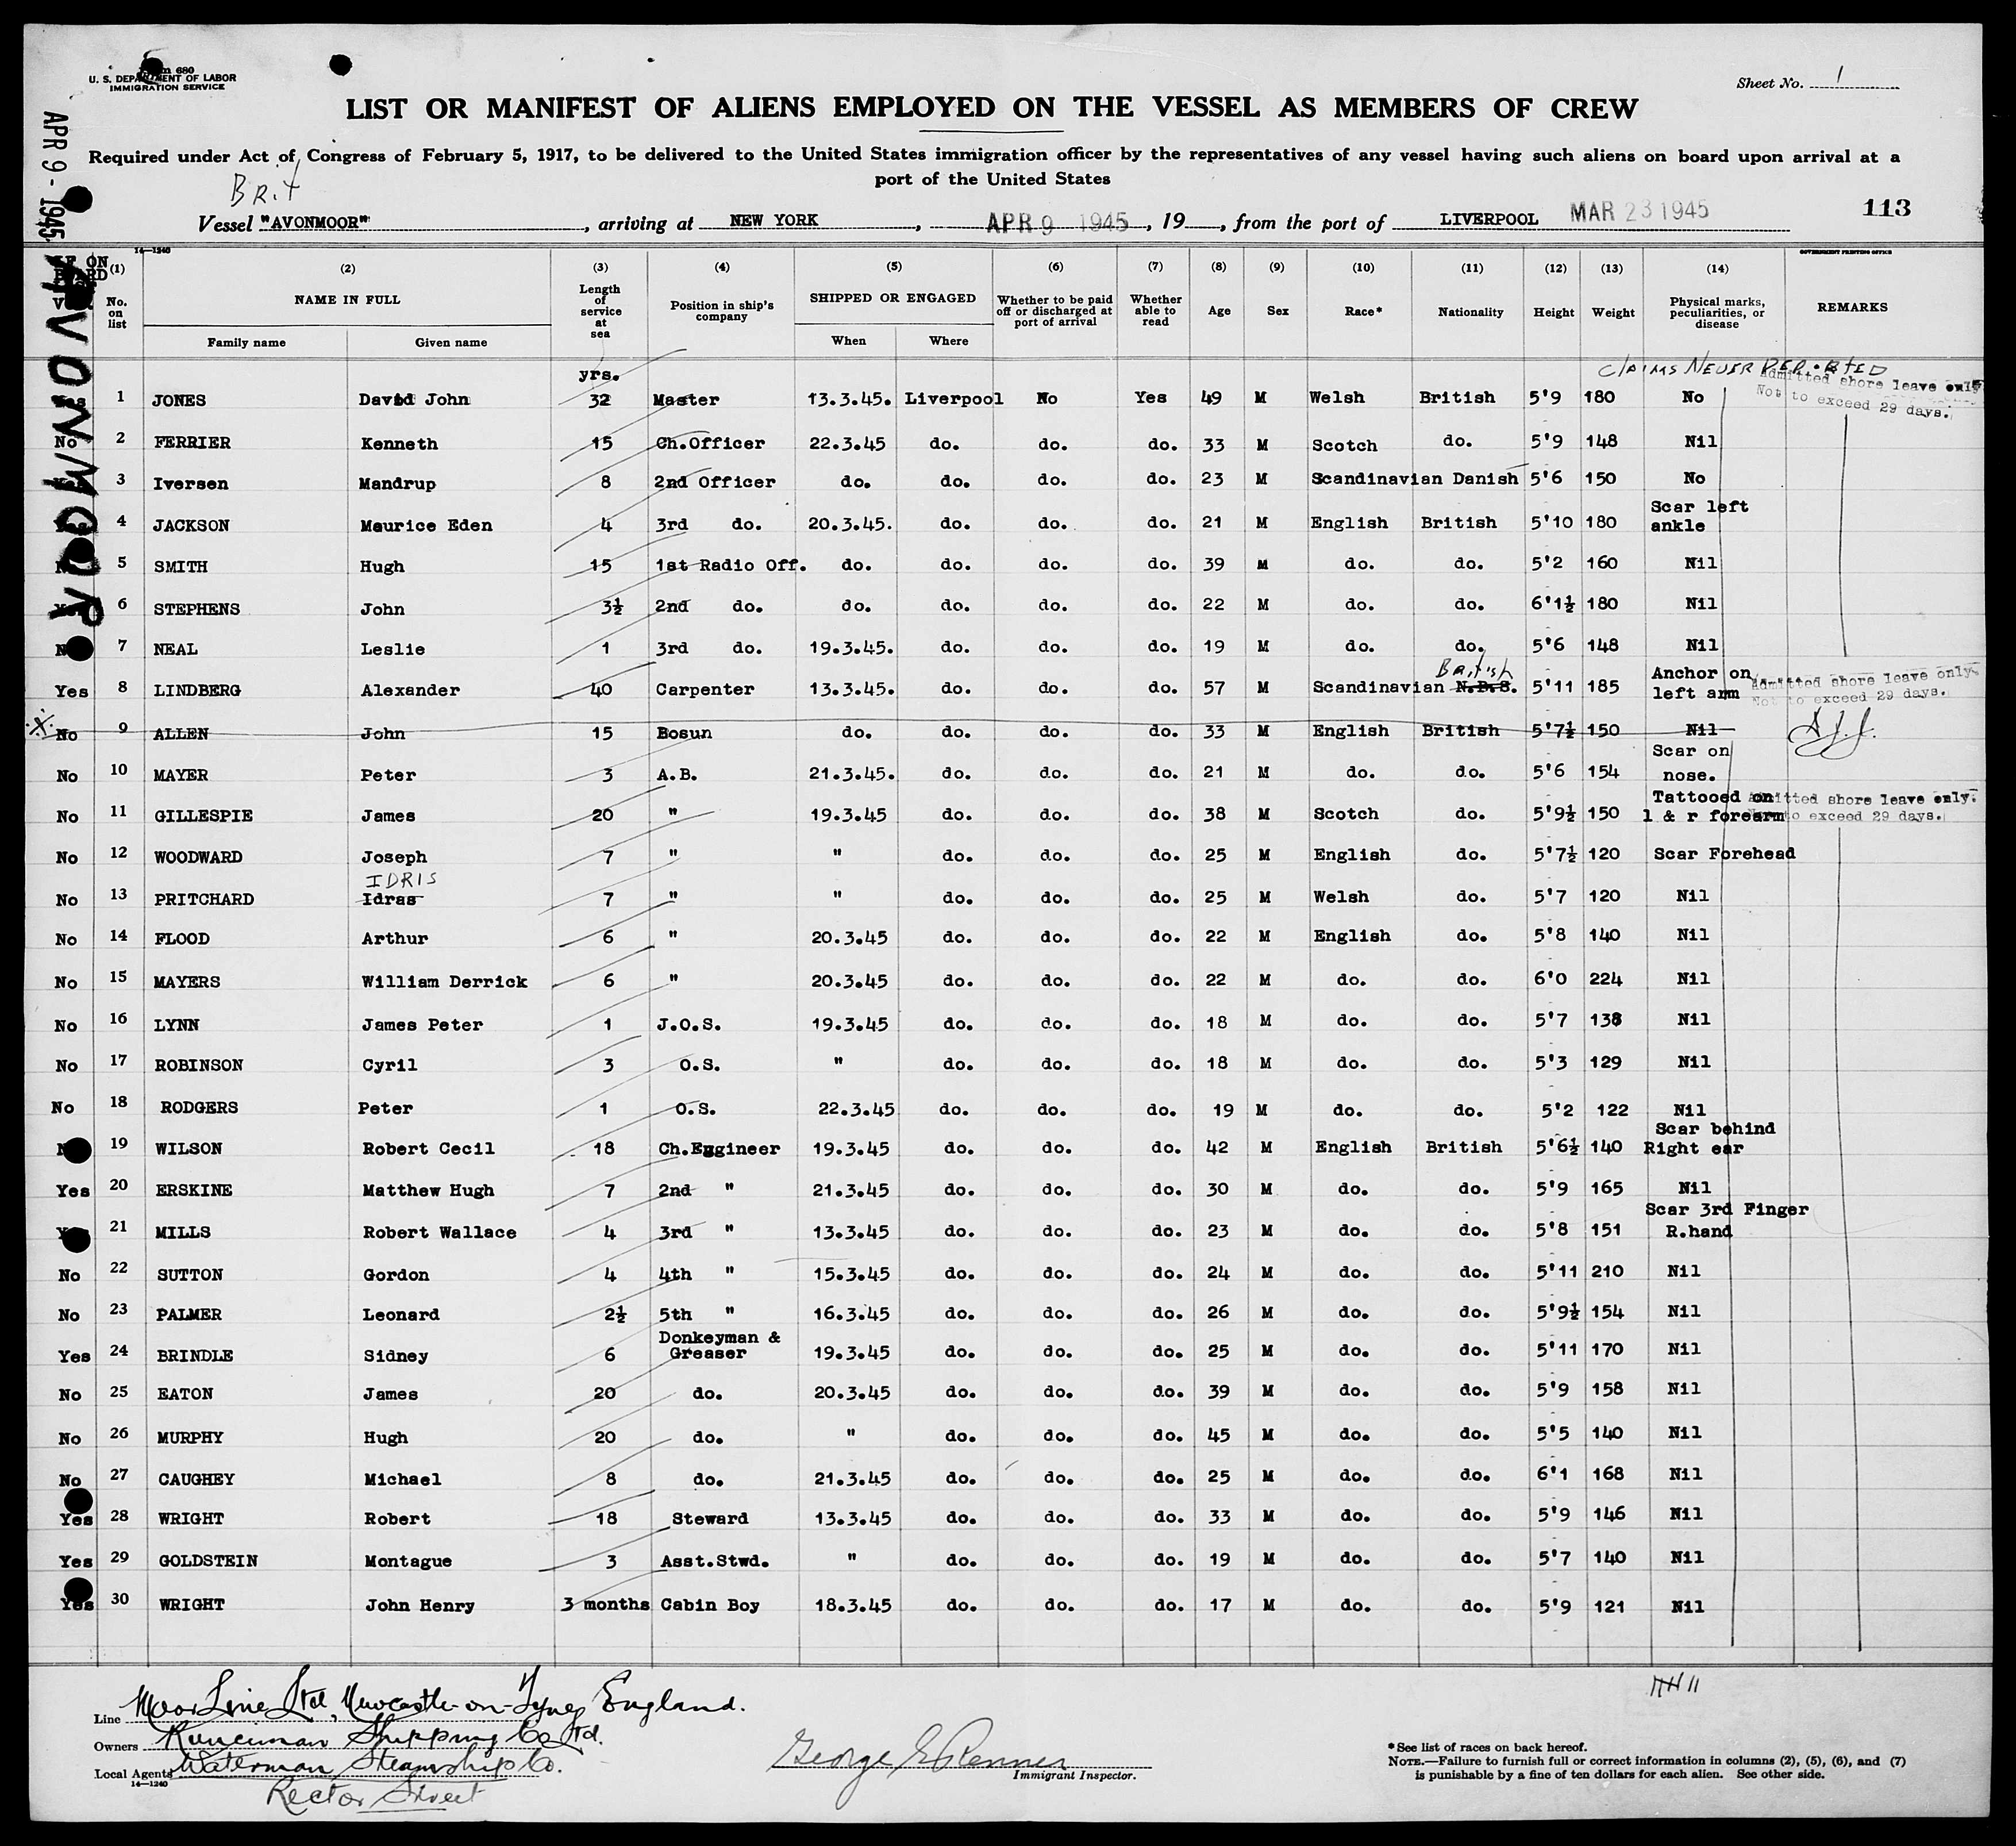 Form 680
U. S. DEPARTMENT OF LABOR
IMMIGRATION SERVICE
Sheet No. 1
APR 9 - 1945
LIST OR MANIFEST OF ALIENS EMPLOYED ON THE VESSEL AS MEMBERS OF CREW
Required under Act of Congress of February 5, 1917, to be delivered to the United States immigration officer by the representatives of any vessel having such aliens on board upon arrival at a
port of the United States
Brit
Vessel "AVONMOOR", arriving at NEW YORK, APR 9 1945, 19, from the port of LIVERPOOL MAR 23 1945 113
14—1240
GOVERNMENT PRINTING OFFICE
AVONMOOR
(1) (2) (3) (4) (5) (6) (7) (8) (9) (10) (11) (12) (13) (14)
No. on list NAME IN FULL Length of service at sea Position in ship's company SHIPPED OR ENGAGED Whether to be paid off or discharged at port of arrival Whether able to read Age Sex Race* Nationality Height Weight Physical marks, peculiarities, or disease REMARKS
Family name Given name When Where
yrs. CLAIMS NEVER DEPORTED
Yes 1 JONES David John 32 Master 13.3.45. Liverpool No Yes 49 M Welsh British 5'9 180 No Admitted shore leave only Not to exceed 29 days.
No 2 FERRIER Kenneth 15 Ch.Officer 22.3.45 do. do. do. 33 M Scotch do. 5'9 148 Nil
3 Iversen Mandrup 8 2nd Officer do. do. do. do. 23 M Scandinavian Danish 5'6 150 No
4 JACKSON Maurice Eden 4 3rd do. 20.3.45. do. do. do. 21 M English British 5'10 180 Scar left ankle
5 SMITH Hugh 15 1st Radio Off. do. do. do. do. 39 M do. do. 5'2 160 Nil
6 STEPHENS John 3½ 2nd do. do. do. do. do. 22 M do. do. 6'1½ 180 Nil
7 NEAL Leslie 1 3rd do. 19.3.45. do. do. do. 19 M do. do. 5'6 148 Nil
British
Yes 8 LINDBERG Alexander 40 Carpenter 13.3.45. do. do. do. 57 M Scandinavian N.B.S. 5'11 185 Anchor on left arm Admitted shore leave only Not to exceed 29 days.
X No 9 ALLEN John 15 Bosun do. do. do. do. 33 M English British 5'7½ 150 Nil
No 10 MAYER Peter 3 A.B. 21.3.45. do. do. do. 21 M do. do. 5'6 154 Scar on nose.
No 11 GILLESPIE James 20 " 19.3.45 do. do. do. 38 M Scotch do. 5'9½ 150 Tattooed on l & r forearm Admitted shore leave only. Not to exceed 29 days.
No 12 WOODWARD Joseph 7 " " do. do. do. 25 M English do. 5'7½ 120 Scar Forehead
IDRIS
No 13 PRITCHARD Idras 7 " " do. do. do. 25 M Welsh do. 5'7 120 Nil
No 14 FLOOD Arthur 6 " 20.3.45 do. do. do. 22 M English do. 5'8 140 Nil
No 15 MAYERS William Derrick 6 " 20.3.45 do. do. do. 22 M do. do. 6'0 224 Nil
No 16 LYNN James Peter 1 J.O.S. 19.3.45 do. do. do. 18 M do. do. 5'7 138 Nil
No 17 ROBINSON Cyril 3 O.S. " do. do. do. 18 M do. do. 5'3 129 Nil
No 18 RODGERS Peter 1 O.S. 22.3.45 do. do. do. 19 M do. do. 5'2 122 Nil
19 WILSON Robert Cecil 18 Ch.Engineer 19.3.45 do. do. do. 42 M English British 5'6½ 140 Scar behind Right ear
Yes 20 ERSKINE Matthew Hugh 7 2nd " 21.3.45 do. do. do. 30 M do. do. 5'9 165 Nil
21 MILLS Robert Wallace 4 3rd " 13.3.45 do. do. do. 23 M do. do. 5'8 151 Scar 3rd Finger R.hand
No 22 SUTTON Gordon 4 4th " 15.3.45 do. do. do. 24 M do. do. 5'11 210 Nil
No 23 PALMER Leonard 2½ 5th " 16.3.45 do. do. do. 26 M do. do. 5'9½ 154 Nil
Yes 24 BRINDLE Sidney 6 Donkeyman & Greaser 19.3.45 do. do. do. 25 M do. do. 5'11 170 Nil
No 25 EATON James 20 do. 20.3.45 do. do. do. 39 M do. do. 5'9 158 Nil
No 26 MURPHY Hugh 20 do. " do. do. do. 45 M do. do. 5'5 140 Nil
No 27 CAUGHEY Michael 8 do. 21.3.45 do. do. do. 25 M do. do. 6'1 168 Nil
Yes 28 WRIGHT Robert 18 Steward 13.3.45 do. do. do. 33 M do. do. 5'9 146 Nil
Yes 29 GOLDSTEIN Montague 3 Asst.Stwd. " do. do. do. 19 M do. do. 5'7 140 Nil
Yes 30 WRIGHT John Henry 3 months Cabin Boy 18.3.45 do. do. do. 17 M do. do. 5'9 121 Nil
Line Moor Line Ltd, Newcastle-on-Tyne, England.
Owners Runciman Shipping Co Ltd.
Local Agents Waterman Steamship Co.
14—1240
Rector Street
George E Renner
Immigrant Inspector.
*See list of races on back hereof.
NOTE.—Failure to furnish full or correct information in columns (2), (5), (6), and (7)
is punishable by a fine of ten dollars for each alien. See other side.